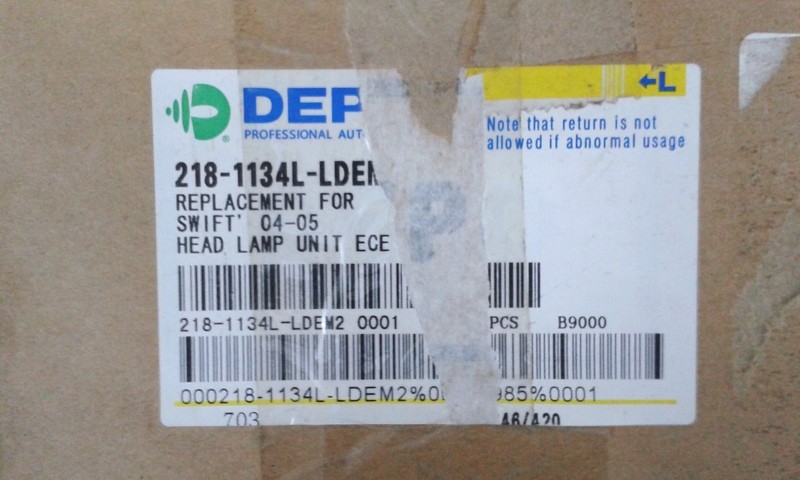 ←L
DEP
PROFESSIONAL AUT
Note that return is not
allowed if abnormal usage
218-1134L-LDEM
REPLACEMENT FOR
SWIFT' 04-05
HEAD LAMP UNIT ECE
P
218-1134L-LDEM2 0001 PCS B9000
000218-1134L-LDEM2%0 985%0001
703 46/420